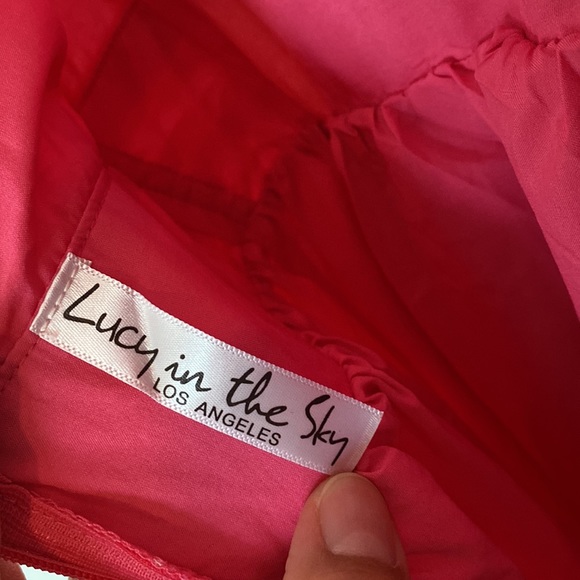 Lucy in the Sky
LOS ANGELES